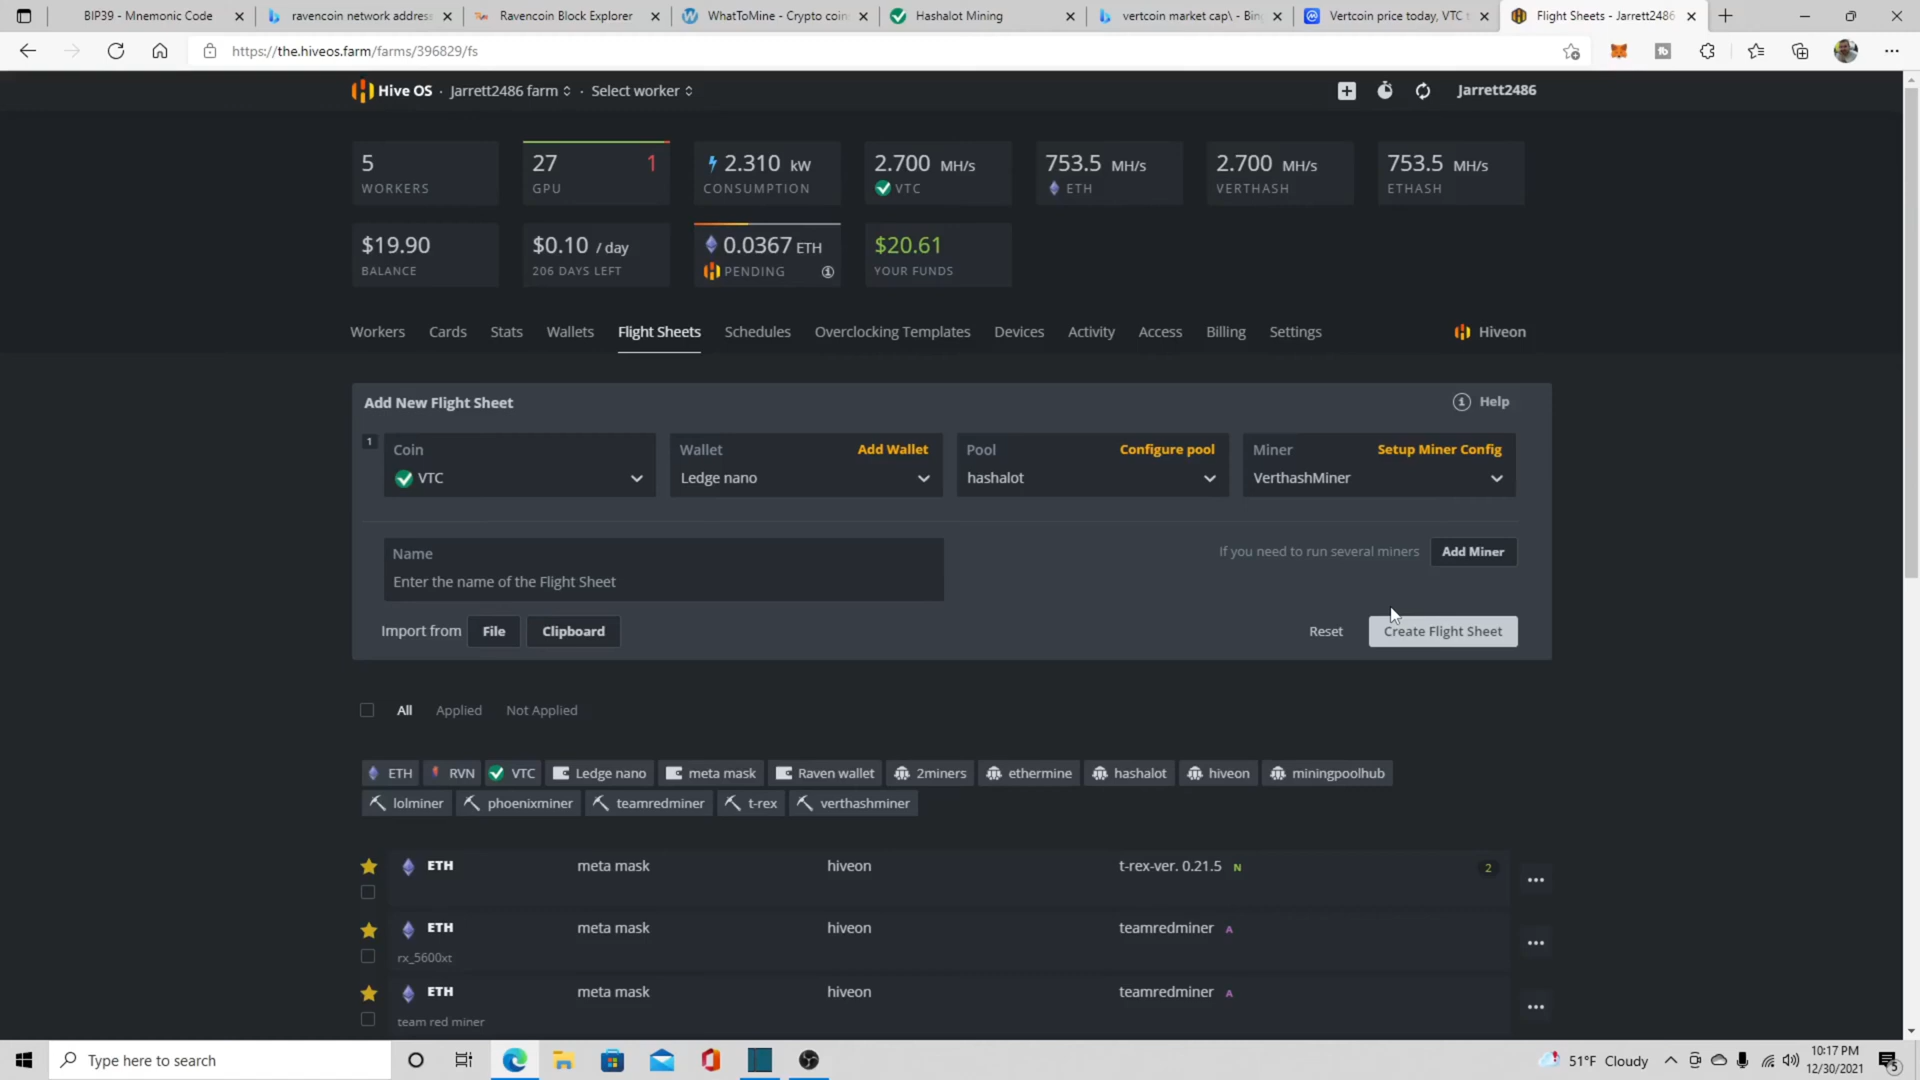 BIP39 - Mnemonic Code
ravencoin network address
Ravencoin Block Explorer
WhatToMine - Crypto coin
Hashalot Mining
vertcoin market cap\ - Bing
Vertcoin price today, VTC t
Flight Sheets - Jarrett2486
https://the.hiveos.farm/farms/396829/fs
Hive OS · Jarrett2486 farm · Select worker
Jarrett2486
5
WORKERS
27 1
GPU
2.310 kW
CONSUMPTION
2.700 MH/s
VTC
753.5 MH/s
ETH
2.700 MH/s
VERTHASH
753.5 MH/s
ETHASH
$19.90
BALANCE
$0.10 / day
206 DAYS LEFT
0.0367 ETH
PENDING
$20.61
YOUR FUNDS
Workers Cards Stats Wallets Flight Sheets Schedules Overclocking Templates Devices Activity Access Billing Settings Hiveon
Add New Flight Sheet
Help
1
Coin
VTC
Wallet Add Wallet
Ledge nano
Pool Configure pool
hashalot
Miner Setup Miner Config
VerthashMiner
Name
Enter the name of the Flight Sheet
If you need to run several miners Add Miner
Import from File Clipboard
Reset Create Flight Sheet
All Applied Not Applied
ETH RVN VTC Ledge nano meta mask Raven wallet 2miners ethermine hashalot hiveon miningpoolhub
lolminer phoenixminer teamredminer t-rex verthashminer
ETH meta mask hiveon t-rex-ver. 0.21.5 N 2
ETH meta mask hiveon teamredminer A
rx_5600xt
ETH meta mask hiveon teamredminer A
team red miner
Type here to search
51°F Cloudy
10:17 PM
12/30/2021
5